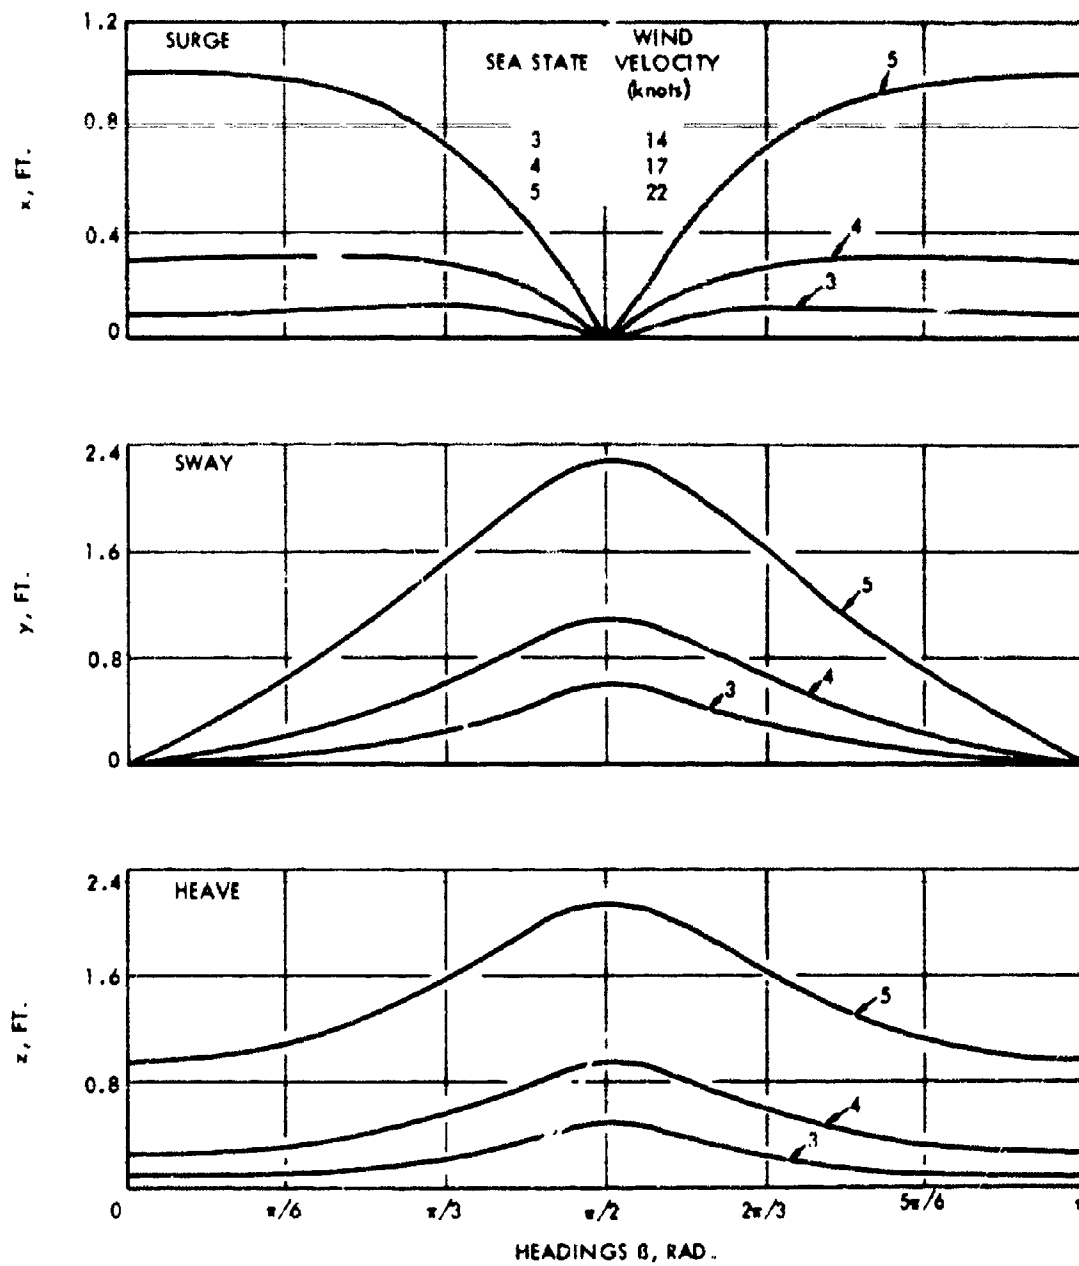 1.2
SURGE
SEA STATE
WIND VELOCITY (knots)
3 14
4 17
5 22
5
4
3
0.8
0.4
0
x, FT.
2.4
SWAY
1.6
0.8
0
y, FT.
5
4
3
2.4
HEAVE
1.6
0.8
z, FT.
5
4
3
0 π/6 π/3 π/2 2π/3 5π/6
HEADINGS β, RAD.